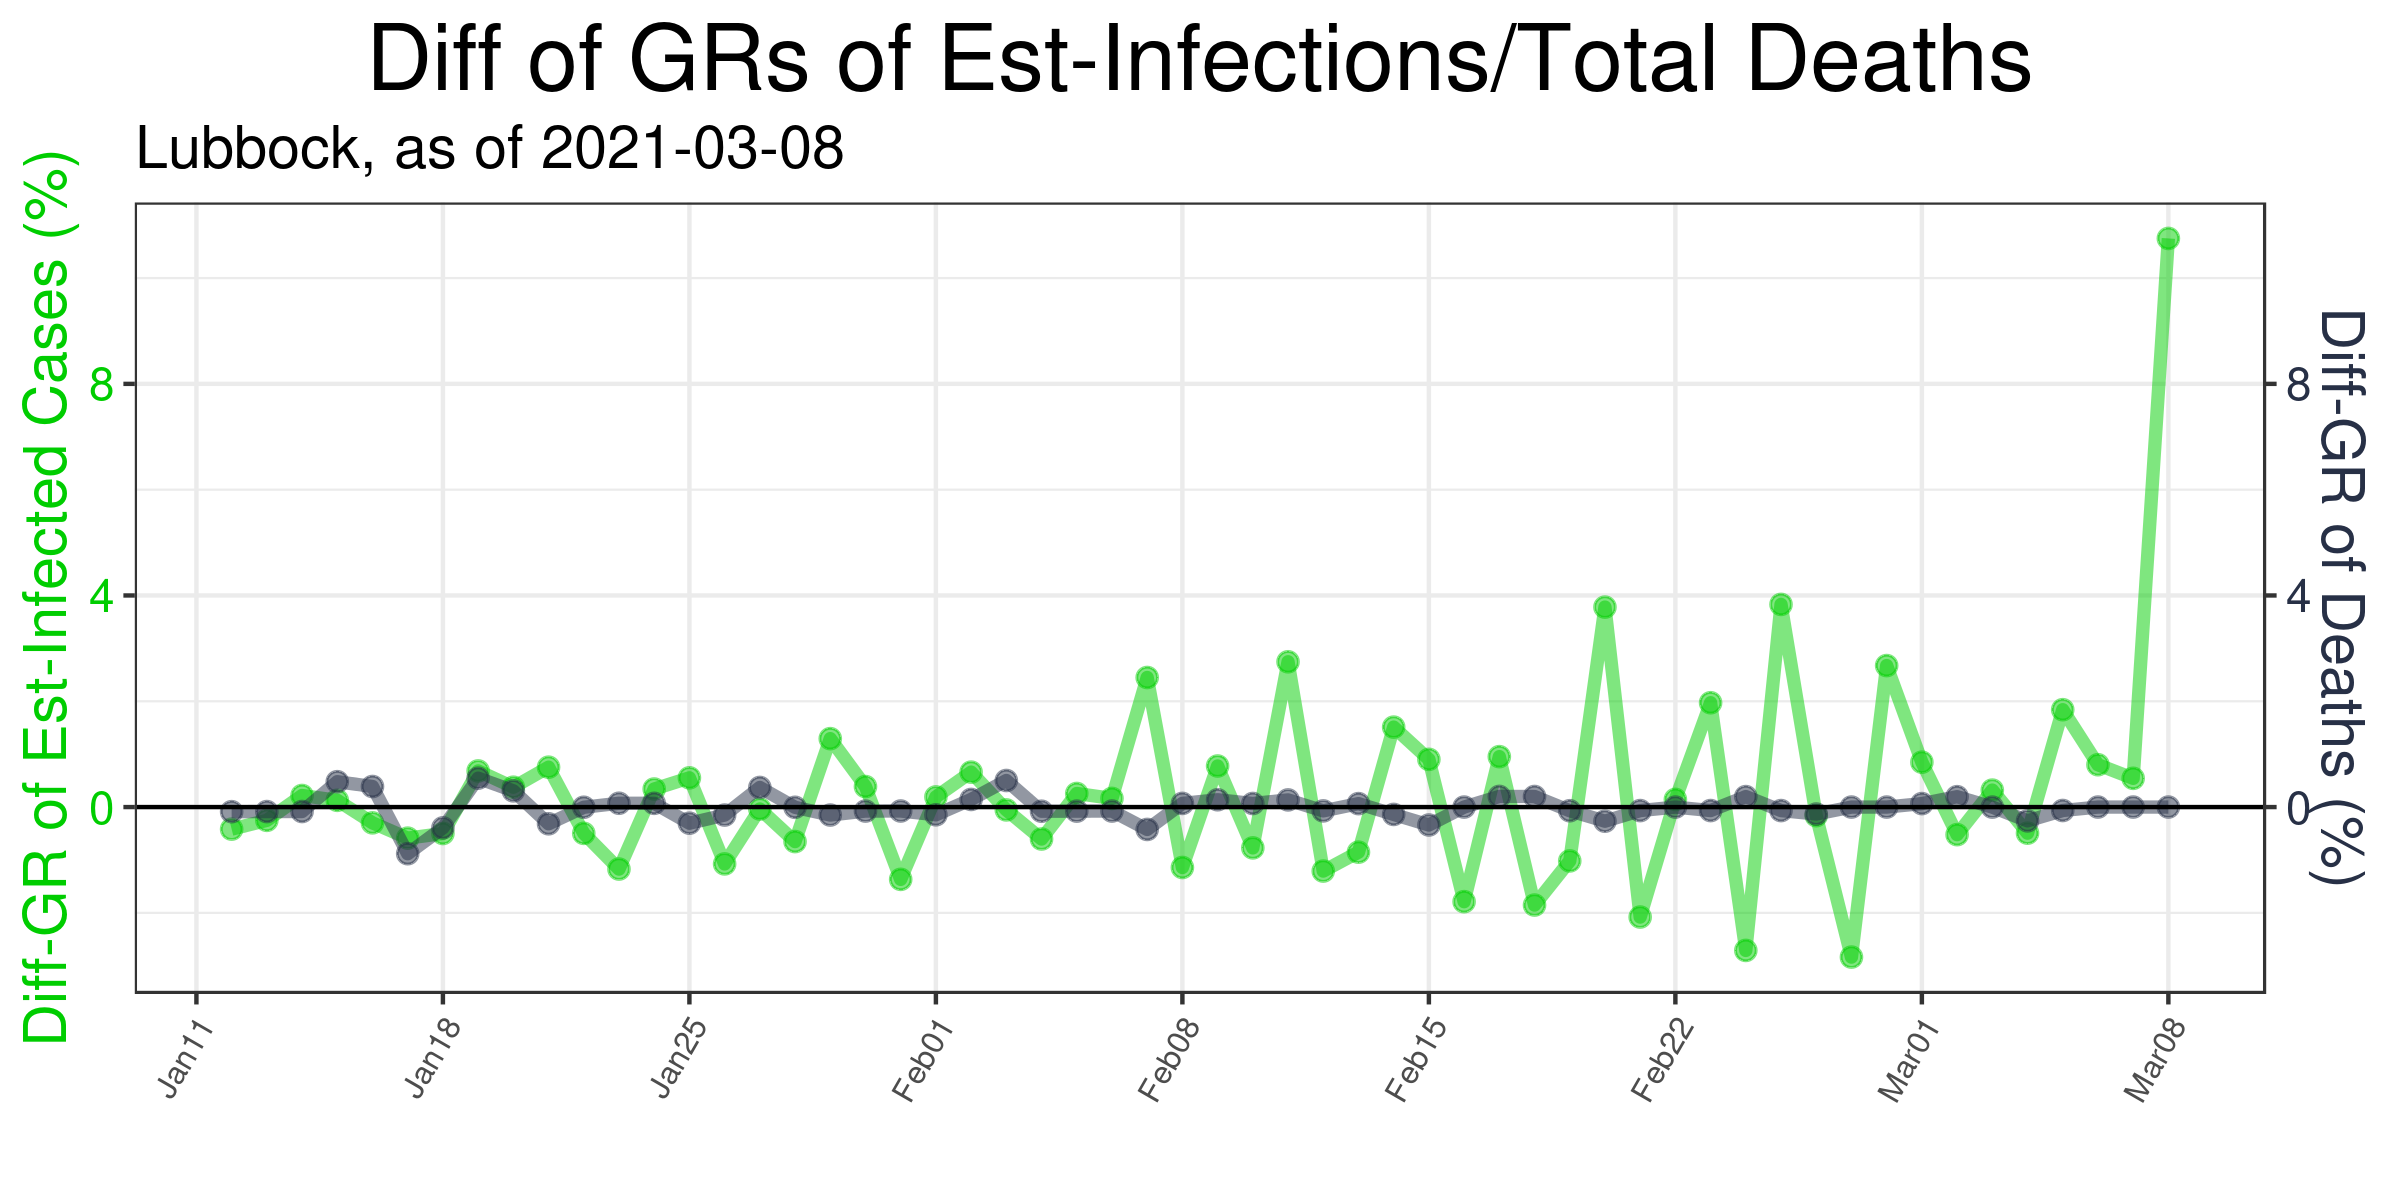 Diff of GRs of Est-Infections/Total Deaths
Lubbock, as of 2021-03-08
Diff-GR of Est-Infected Cases (%)
8
4
0
8
4
0
Diff-GR of Deaths (%)
Jan11
Jan18
Jan25
Feb01
Feb08
Feb15
Feb22
Mar01
Mar08